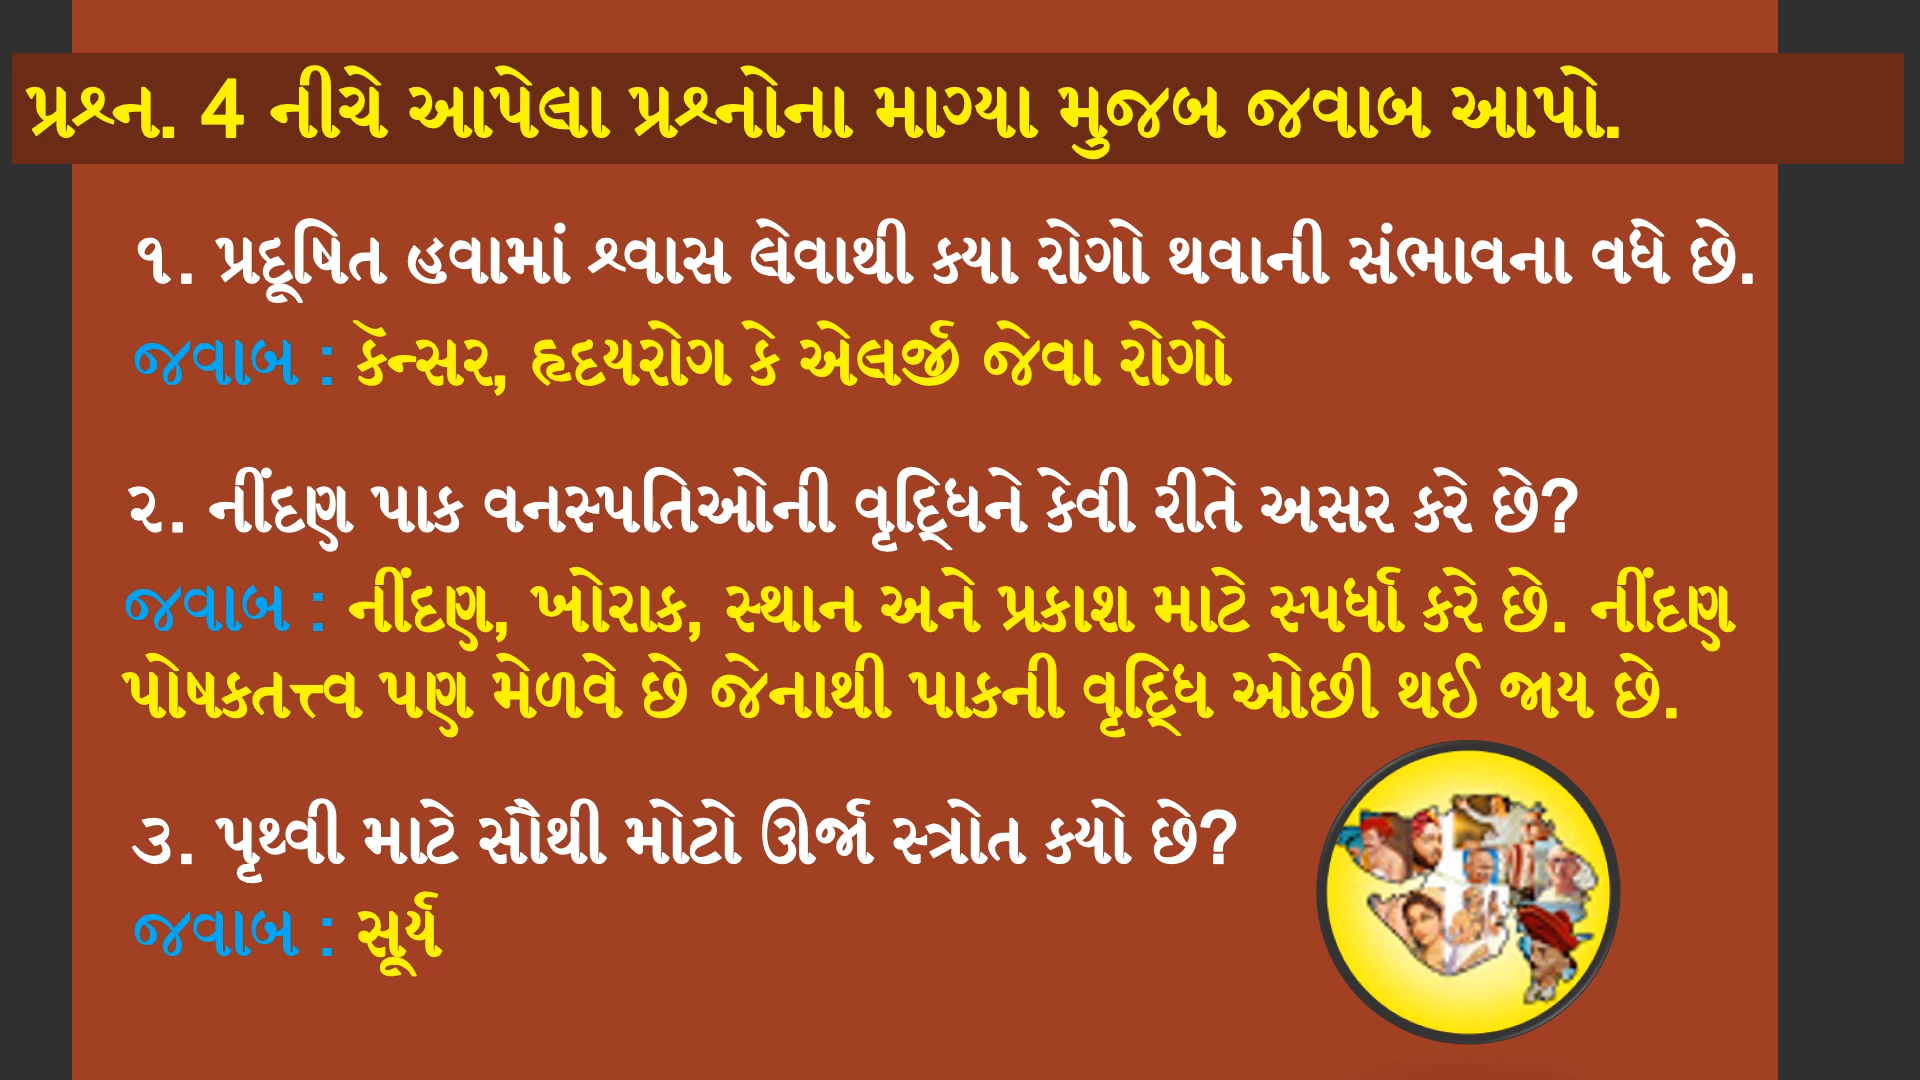 પ્રશ્ન. 4 નીચે આપેલા પ્રશ્નોના માગ્યા મુજબ જવાબ આપો.
૧. પ્રદૂષિત હવામાં શ્વાસ લેવાથી ક્યા રોગો થવાની સંભાવના વધે છે.
જવાબ : કૅન્સર, હૃદયરોગ કે એલર્જી જેવા રોગો
૨. નીંદણ પાક વનસ્પતિઓની વૃદ્ધિને કેવી રીતે અસર કરે છે?
જવાબ : નીંદણ, ખોરાક, સ્થાન અને પ્રકાશ માટે સ્પર્ધા કરે છે. નીંદણ
પોષકતત્ત્વ પણ મેળવે છે જેનાથી પાકની વૃદ્ધિ ઓછી થઈ જાય છે.
૩. પૃથ્વી માટે સૌથી મોટો ઊર્જા સ્ત્રોત ક્યો છે?
જવાબ : સૂર્ય